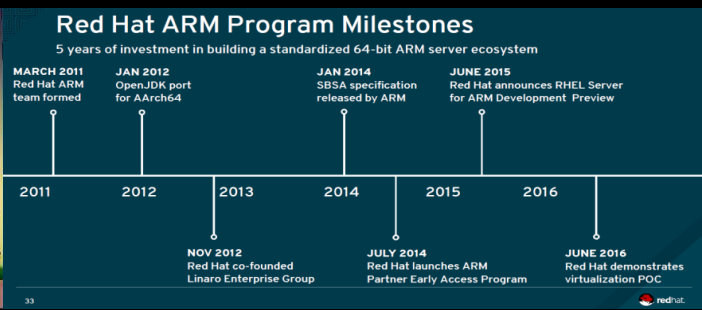 Red Hat ARM Program Milestones
5 years of investment in building a standardized 64-bit ARM server ecosystem
MARCH 2011
Red Hat ARM
team formed
JAN 2012
OpenJDK port
for AArch64
JAN 2014
SBSA specification
released by ARM
JUNE 2015
Red Hat announces RHEL Server
for ARM Development Preview
2011
2012
2013
2014
2015
2016
NOV 2012
Red Hat co-founded
Linaro Enterprise Group
JULY 2014
Red Hat launches ARM
Partner Early Access Program
JUNE 2016
Red Hat demonstrates
virtualization POC
33
redhat.